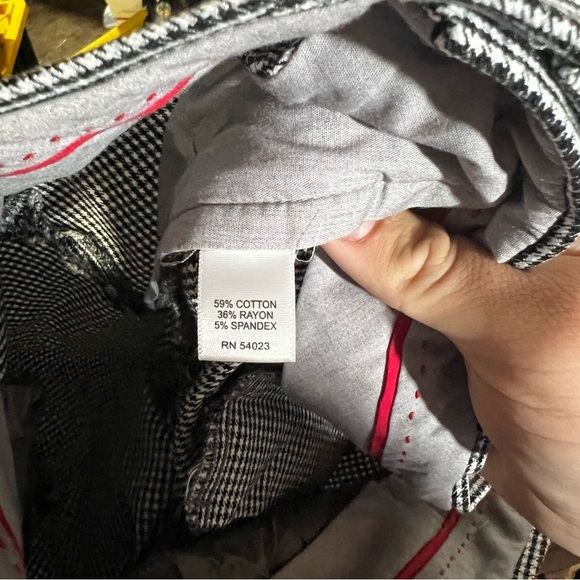 59% COTTON
36% RAYON
5% SPANDEX
RN 54023